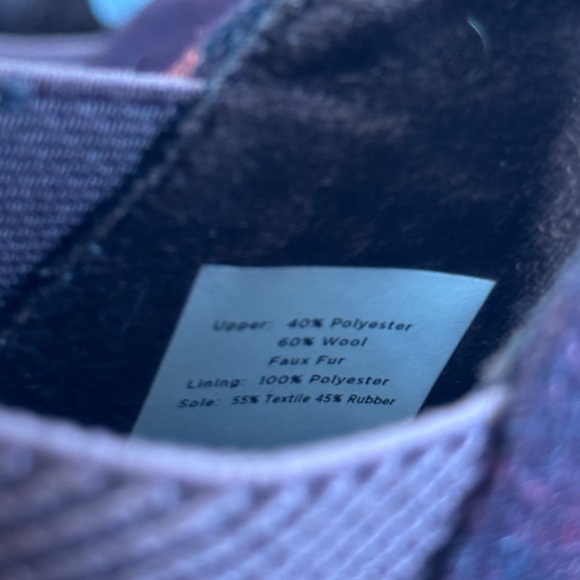 Upper: 40% Polyester
60% Wool
Faux Fur
Lining: 100% Polyester
Sole: 55% Textile 45% Rubber